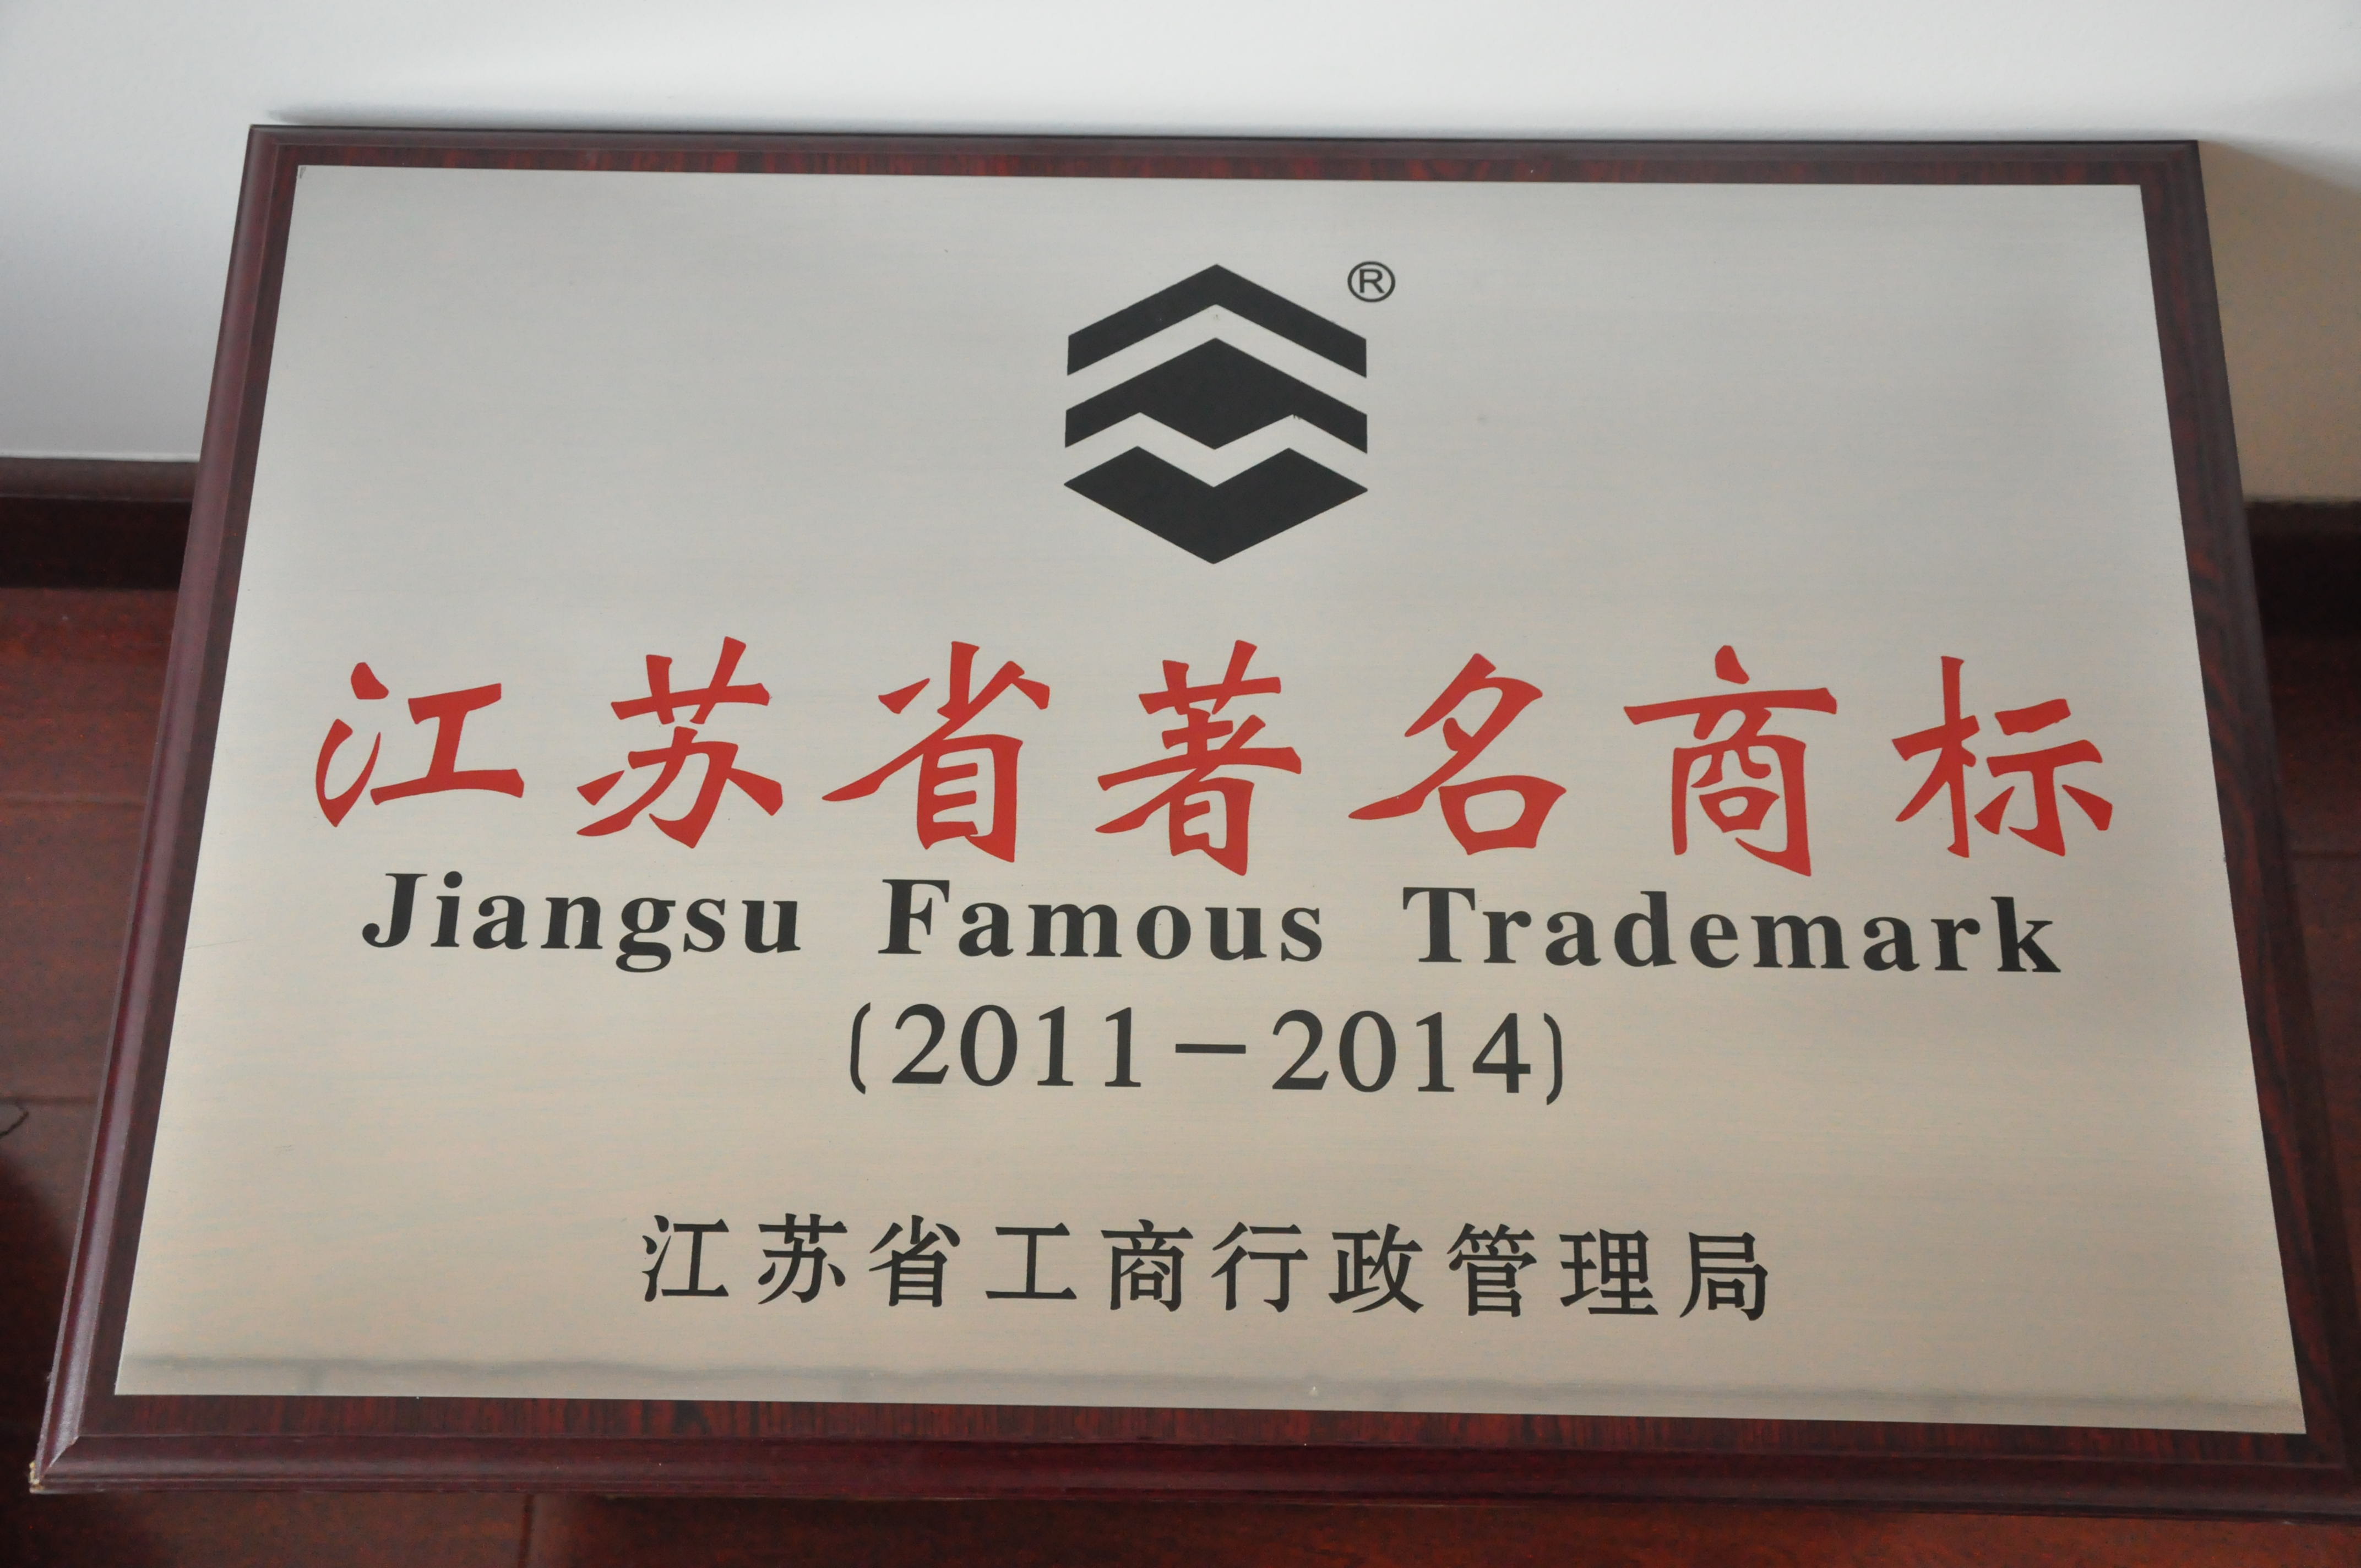 ®
江苏省著名商标
Jiangsu Famous Trademark
(2011-2014)
江苏省工商行政管理局